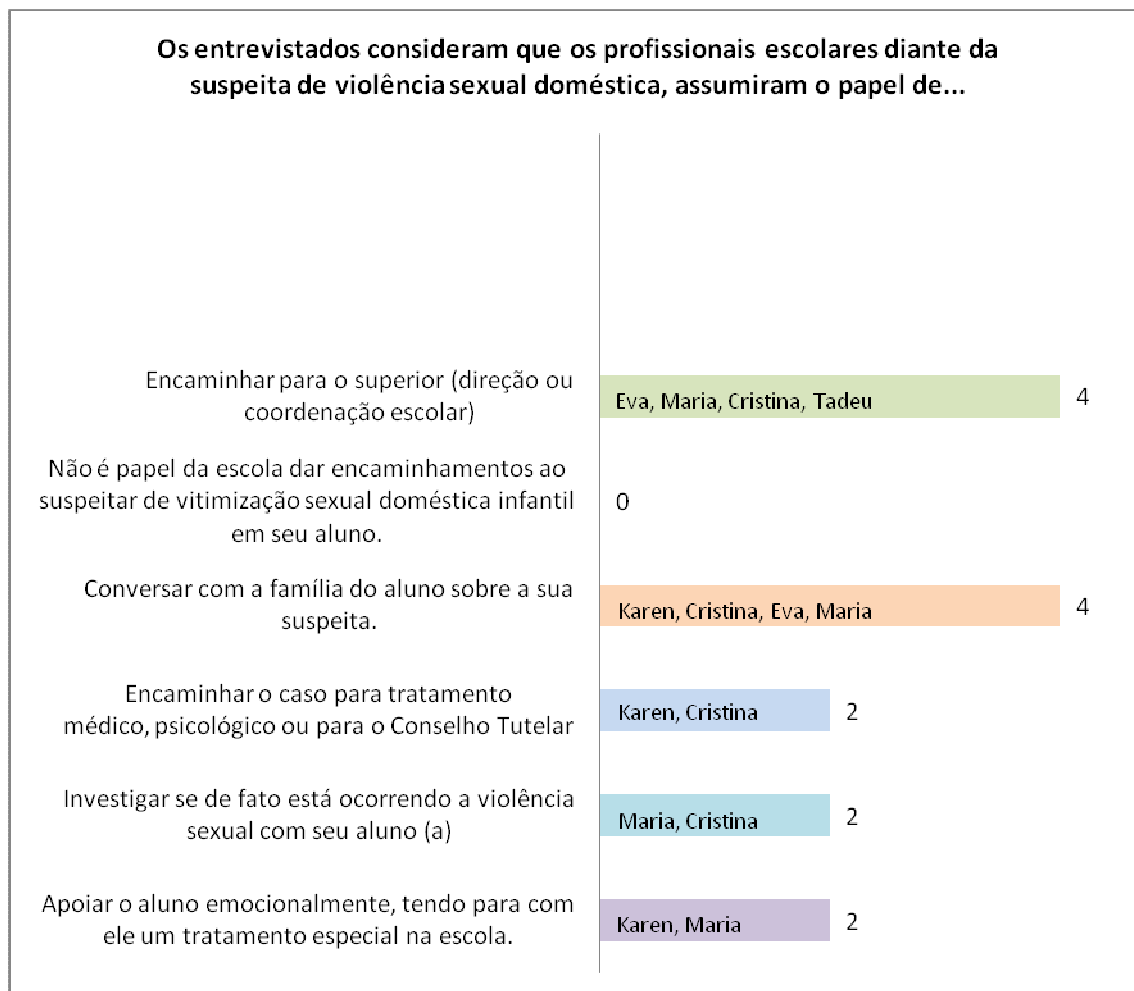 Os entrevistados consideram que os profissionais escolares diante da
suspeita de violência sexual doméstica, assumiram o papel de...
Encaminhar para o superior (direção ou
coordenação escolar)
Eva, Maria, Cristina, Tadeu
4
Não é papel da escola dar encaminhamentos ao
suspeitar de vitimização sexual doméstica infantil
em seu aluno.
0
Conversar com a família do aluno sobre a sua
suspeita.
Karen, Cristina, Eva, Maria
4
Encaminhar o caso para tratamento
médico, psicológico ou para o Conselho Tutelar
Karen, Cristina
2
Investigar se de fato está ocorrendo a violência
sexual com seu aluno (a)
Maria, Cristina
2
Apoiar o aluno emocionalmente, tendo para com
ele um tratamento especial na escola.
Karen, Maria
2